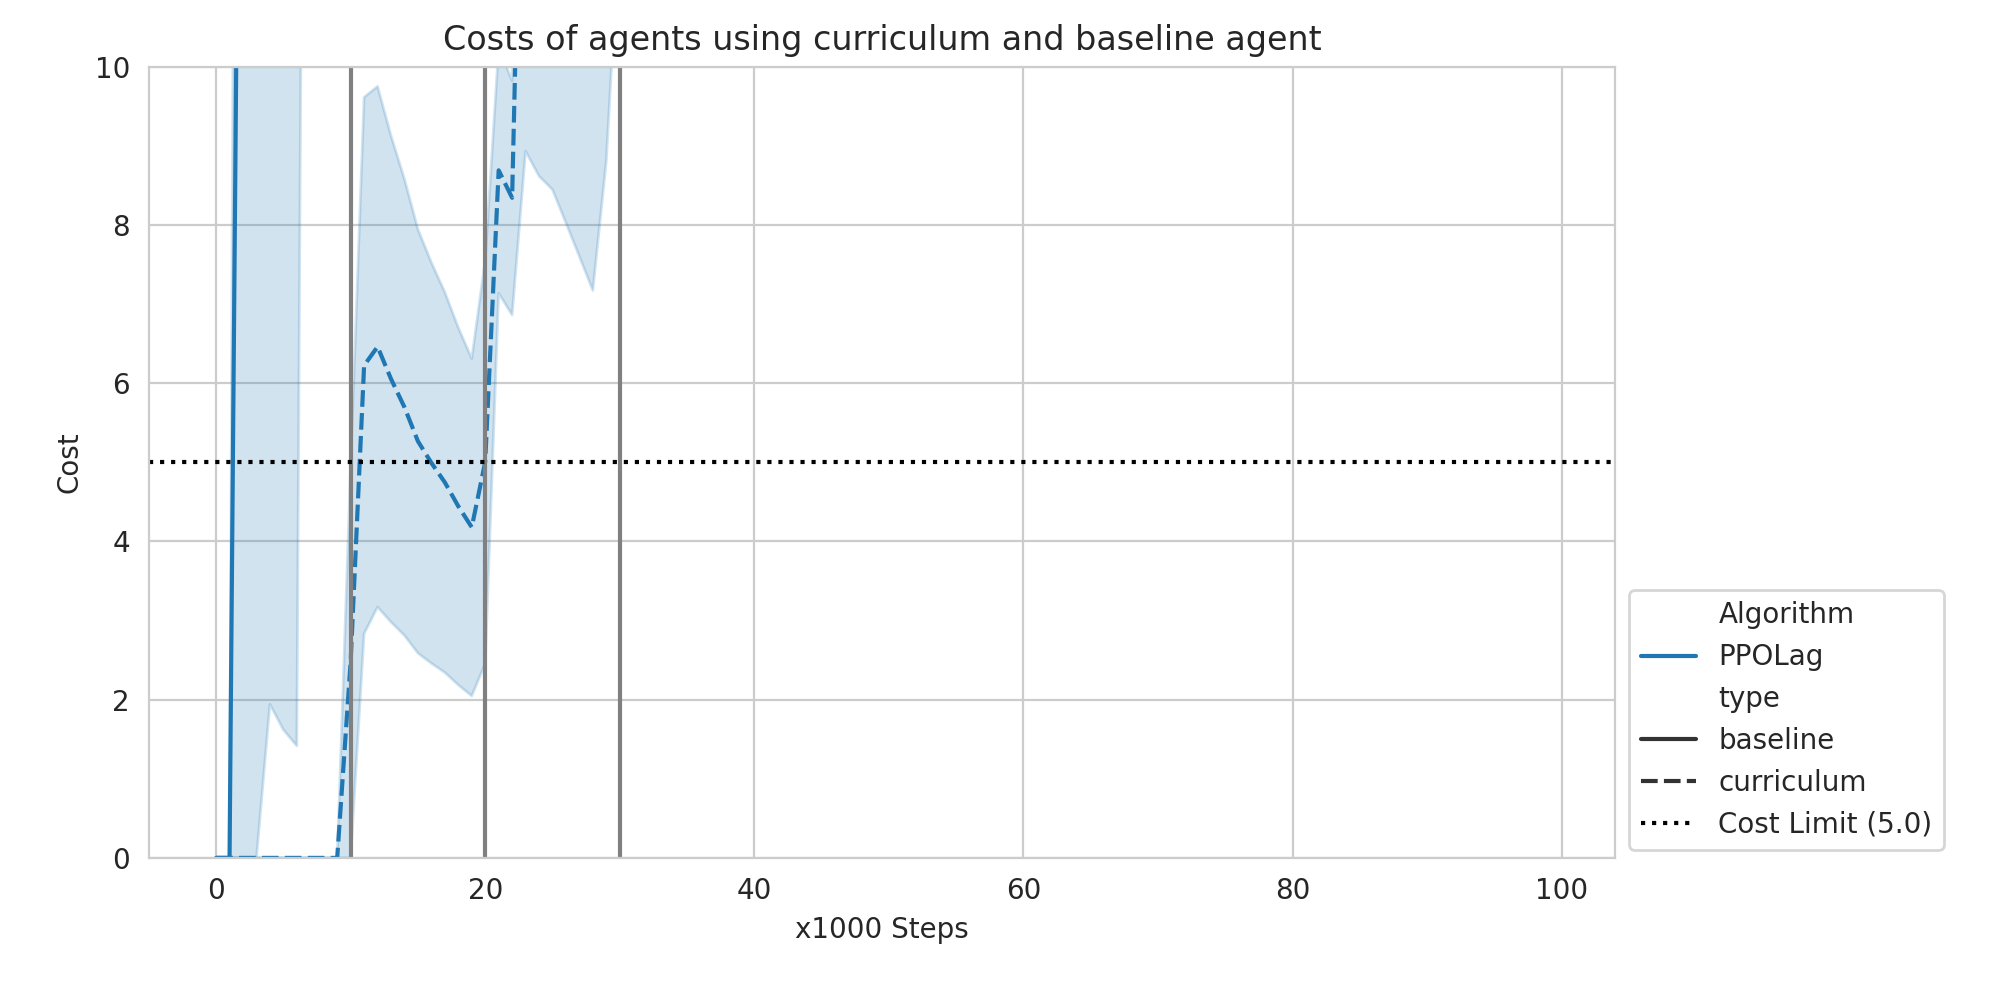 Costs of agents using curriculum and baseline agent
10
8
6
4
2
0
Cost
0 20 40 60 80 100
x1000 Steps
Algorithm
PPOLag
type
baseline
curriculum
Cost Limit (5.0)